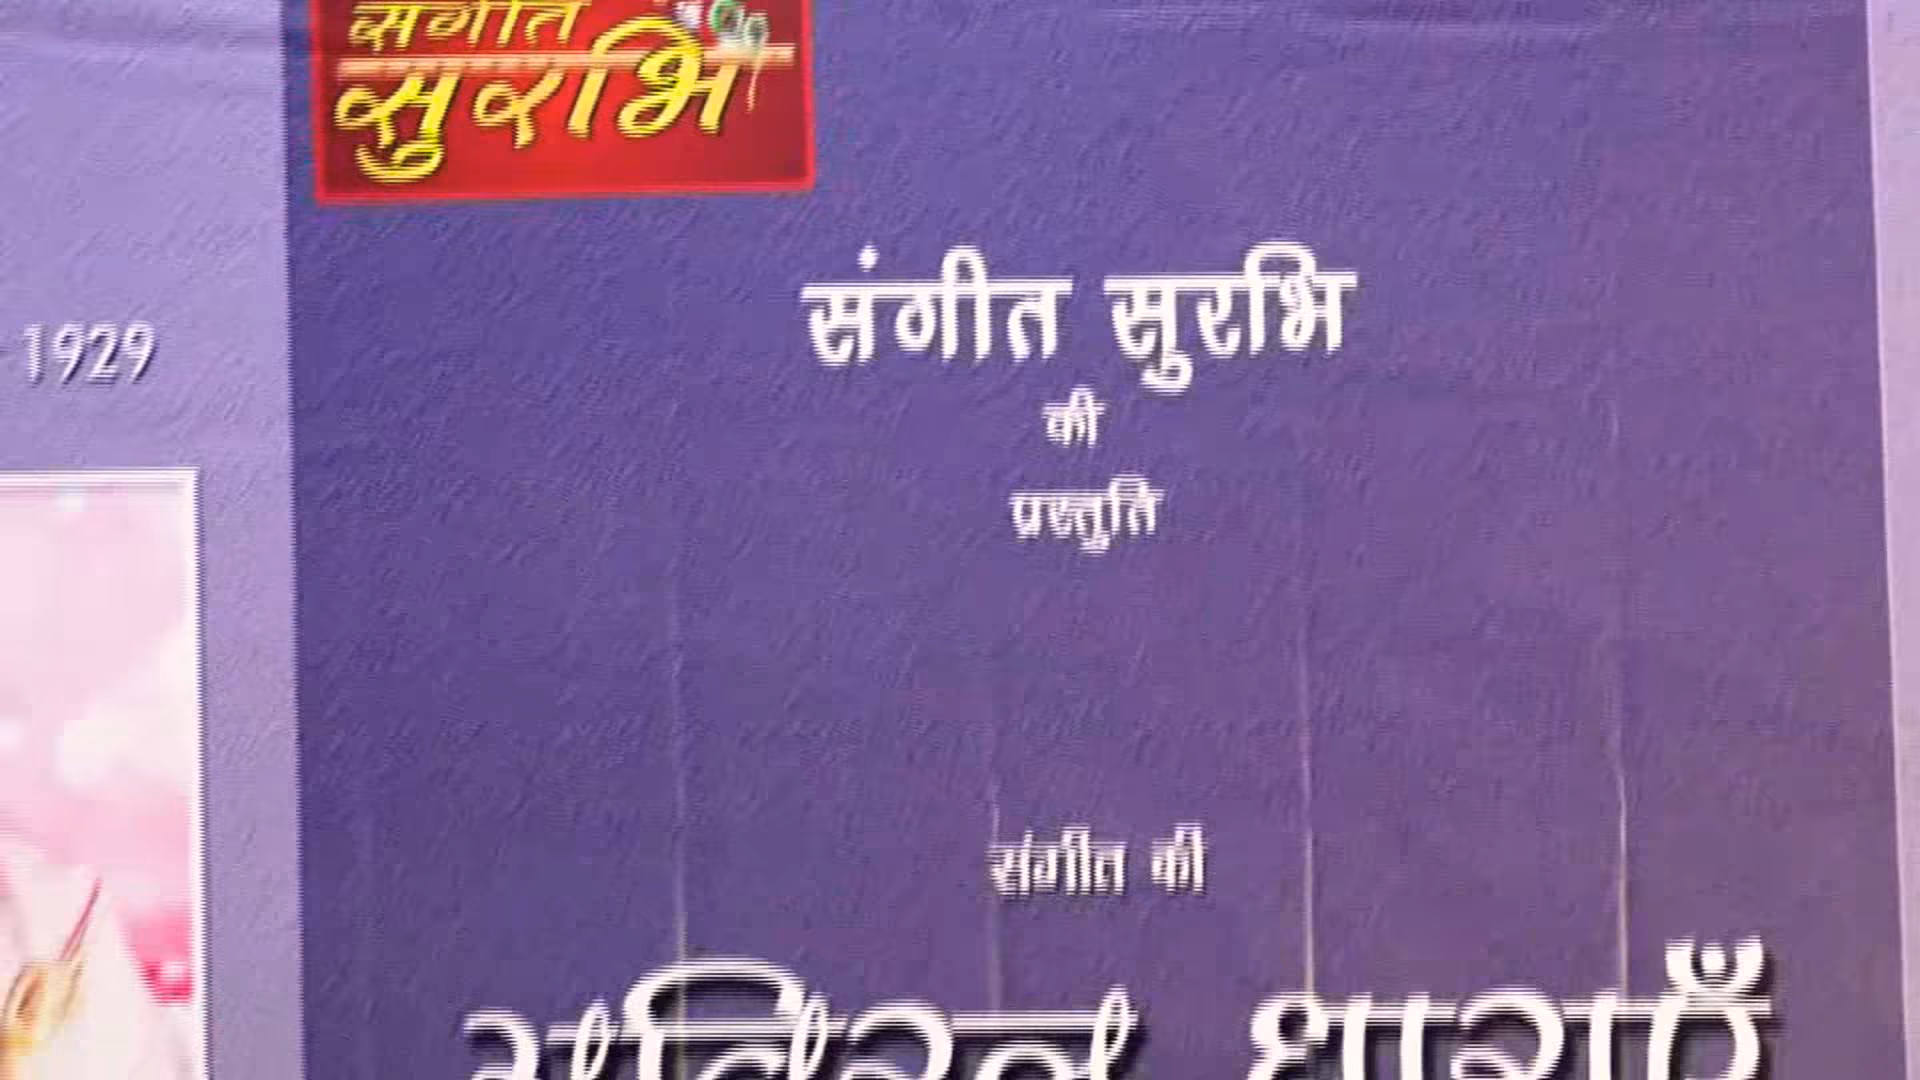 संगीत
सुरभि
संगीत सुरभि
की
प्रस्तुति
1929
संगीत की
धाराएँ